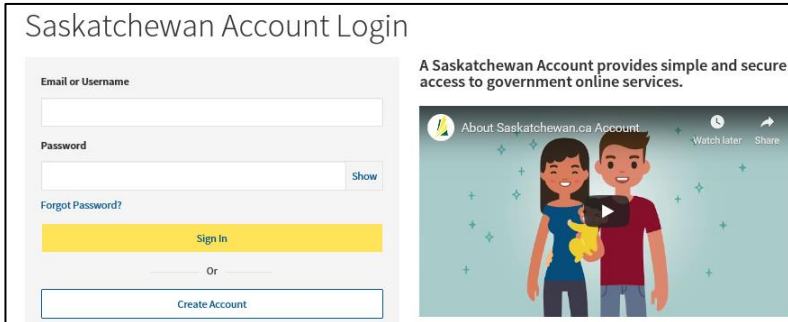 Saskatchewan Account Login
Email or Username
Password
Show
Forgot Password?
Sign In
Or
Create Account
A Saskatchewan Account provides simple and secure
access to government online services.
About Saskatchewan.ca Account
Watch later
Share